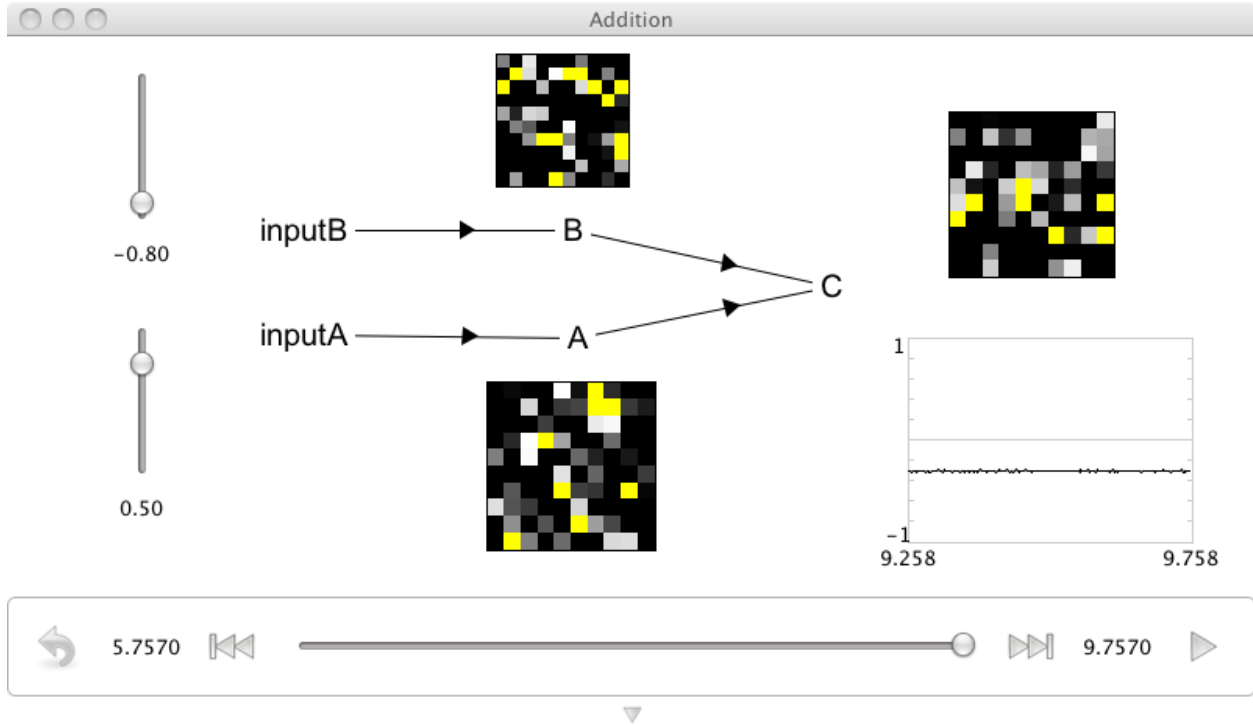 Addition
−0.80
inputB
B
C
inputA
A
0.50
1
−1
9.258
9.758
5.7570
9.7570